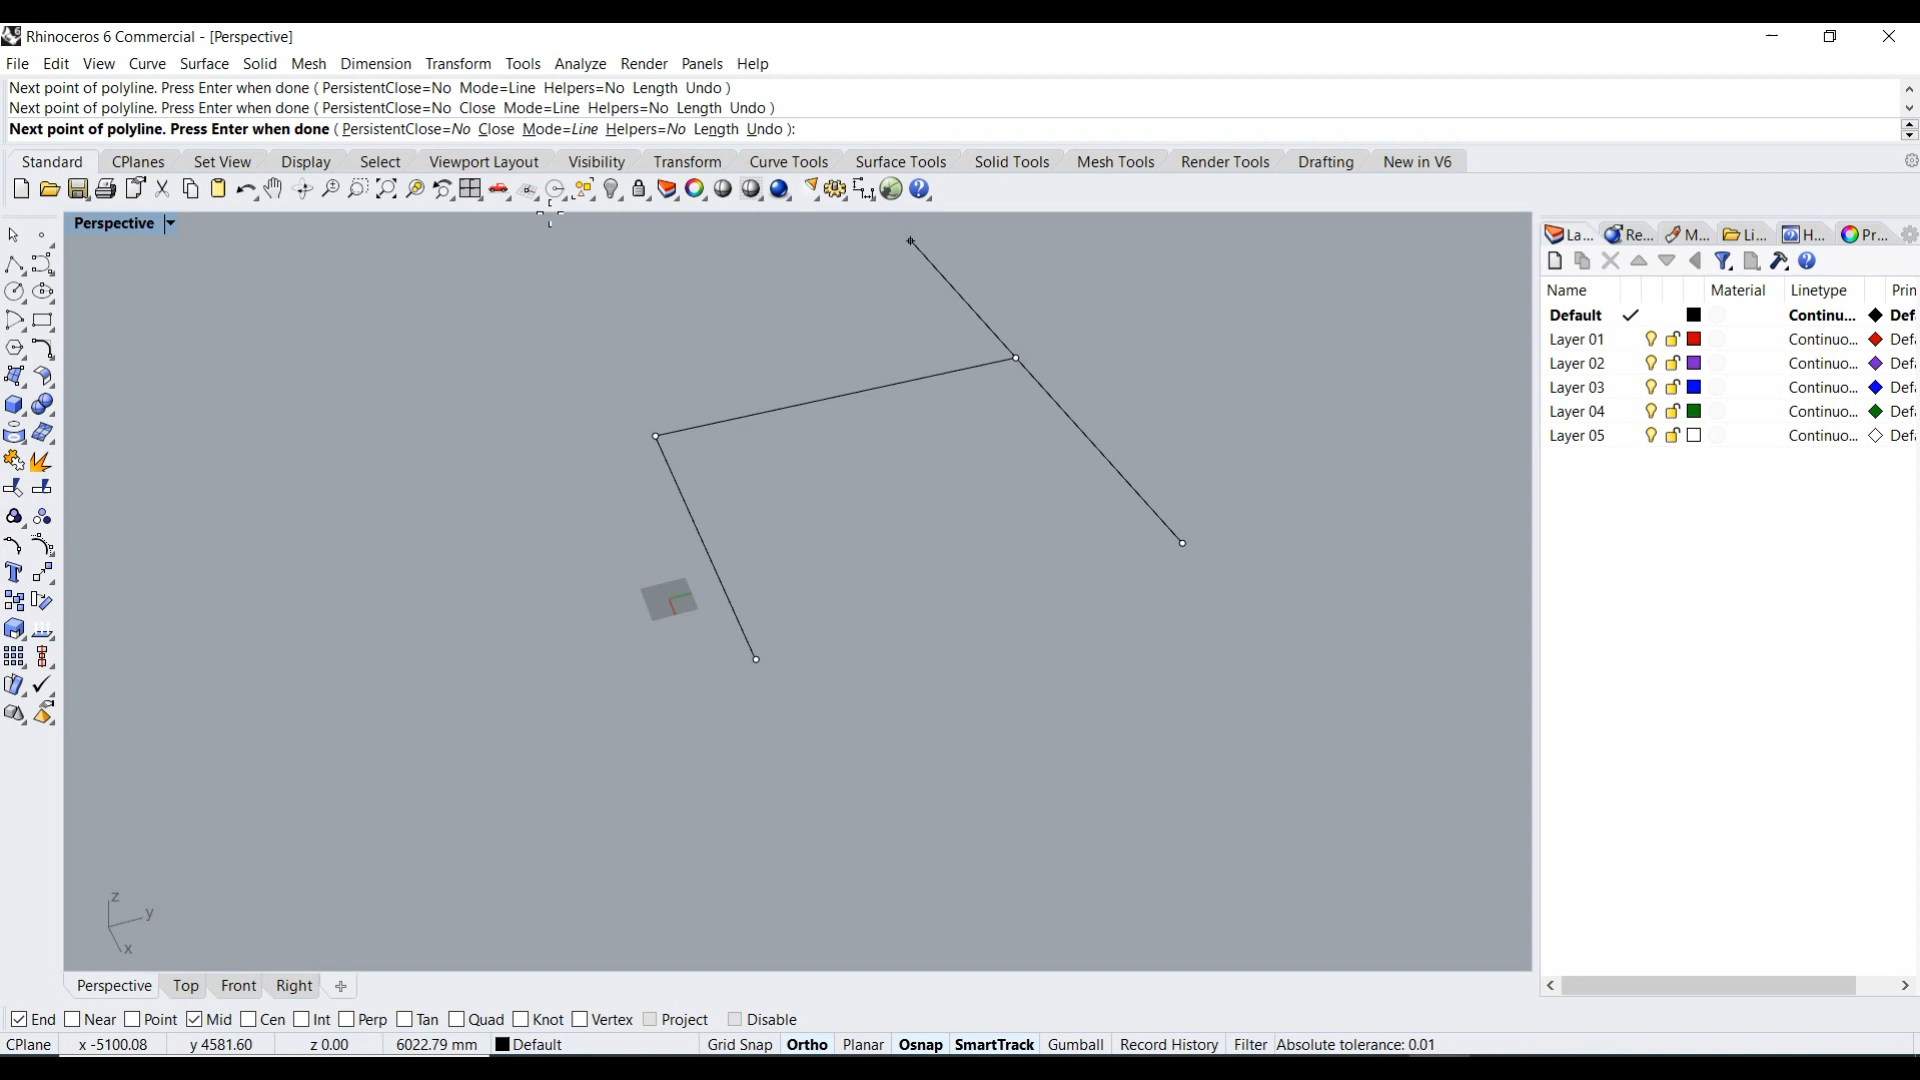 Rhinoceros 6 Commercial - [Perspective]
File Edit View Curve Surface Solid Mesh Dimension Transform Tools Analyze Render Panels Help
Next point of polyline. Press Enter when done ( PersistentClose=No Mode=Line Helpers=No Length Undo )
Next point of polyline. Press Enter when done ( PersistentClose=No Close Mode=Line Helpers=No Length Undo )
Next point of polyline. Press Enter when done ( PersistentClose=No Close Mode=Line Helpers=No Length Undo ):
Standard CPlanes Set View Display Select Viewport Layout Visibility Transform Curve Tools Surface Tools Solid Tools Mesh Tools Render Tools Drafting New in V6
Perspective
La... Re... M... Li... H... Pr...
Name Material Linetype Prin
Default Continu... Def
Layer 01 Continuo... Def
Layer 02 Continuo... Def
Layer 03 Continuo... Def
Layer 04 Continuo... Def
Layer 05 Continuo... Def
z
y
x
Perspective Top Front Right
End Near Point Mid Cen Int Perp Tan Quad Knot Vertex Project Disable
CPlane x -5100.08 y 4581.60 z 0.00 6022.79 mm Default Grid Snap Ortho Planar Osnap SmartTrack Gumball Record History Filter Absolute tolerance: 0.01